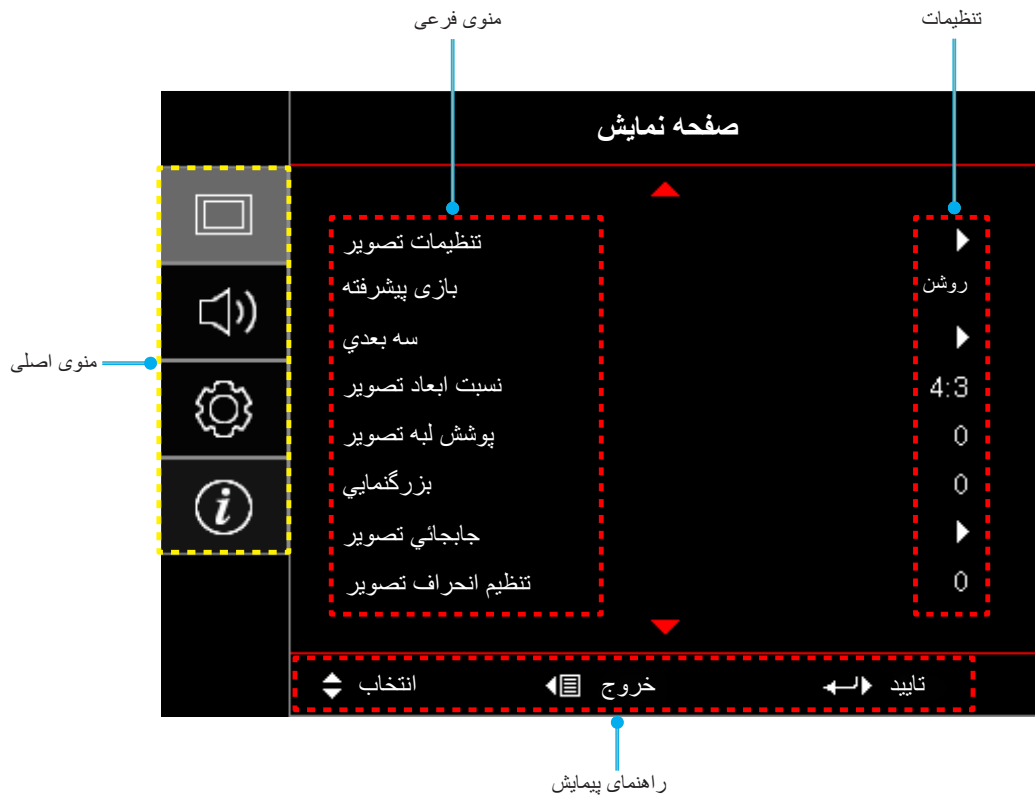 منوی فرعی
تنظیمات
صفحه نمایش
تنظیمات تصویر
بازی پیشرفته
روشن
سه بعدي
نسبت ابعاد تصویر
4:3
پوشش لبه تصویر
0
بزرگنمايي
0
جابجائي تصویر
تنظیم انحراف تصویر
0
منوی اصلی
انتخاب
خروج
تایید
راهنمای پیمایش